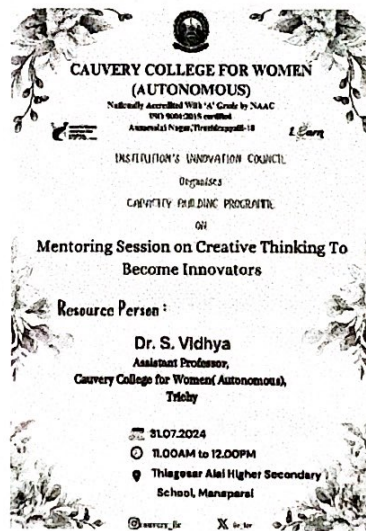 CAUVERY COLLEGE FOR WOMEN
(AUTONOMOUS)
Nationally Accredited With 'A' Grade by NAAC
ISO 9001:2015 certified
Annamalai Nagar, Tiruchirappalli-18
INSTITUTION'S INNOVATION COUNCIL
Organises
CAPACITY BUILDING PROGRAMME
ON
Mentoring Session on Creative Thinking To
Become Innovators
Resource Person :
Dr. S. Vidhya
Assistant Professor,
Cauvery College for Women( Autonomous),
Trichy
31.07.2024
11.00AM to 12.00PM
Thiagesar Alai Higher Secondary
School, Manaparai